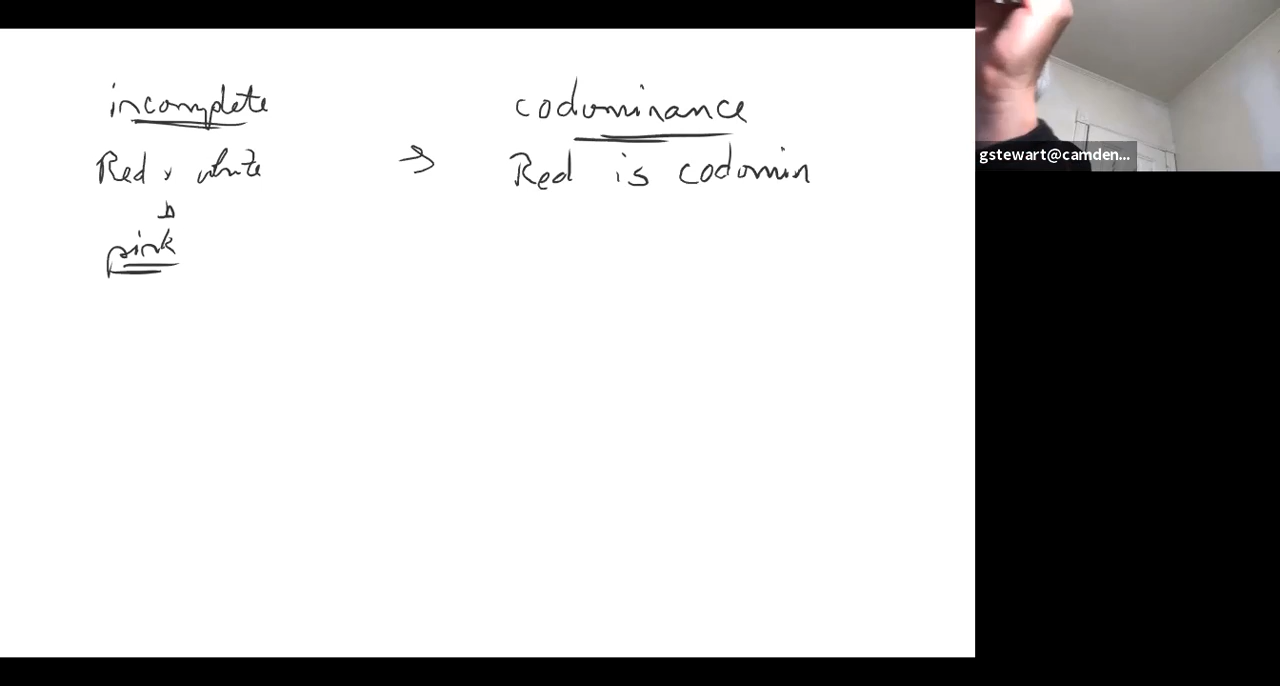 incomplete
Red x white
pink
codominance
Red is codomin
gstewart@camden...